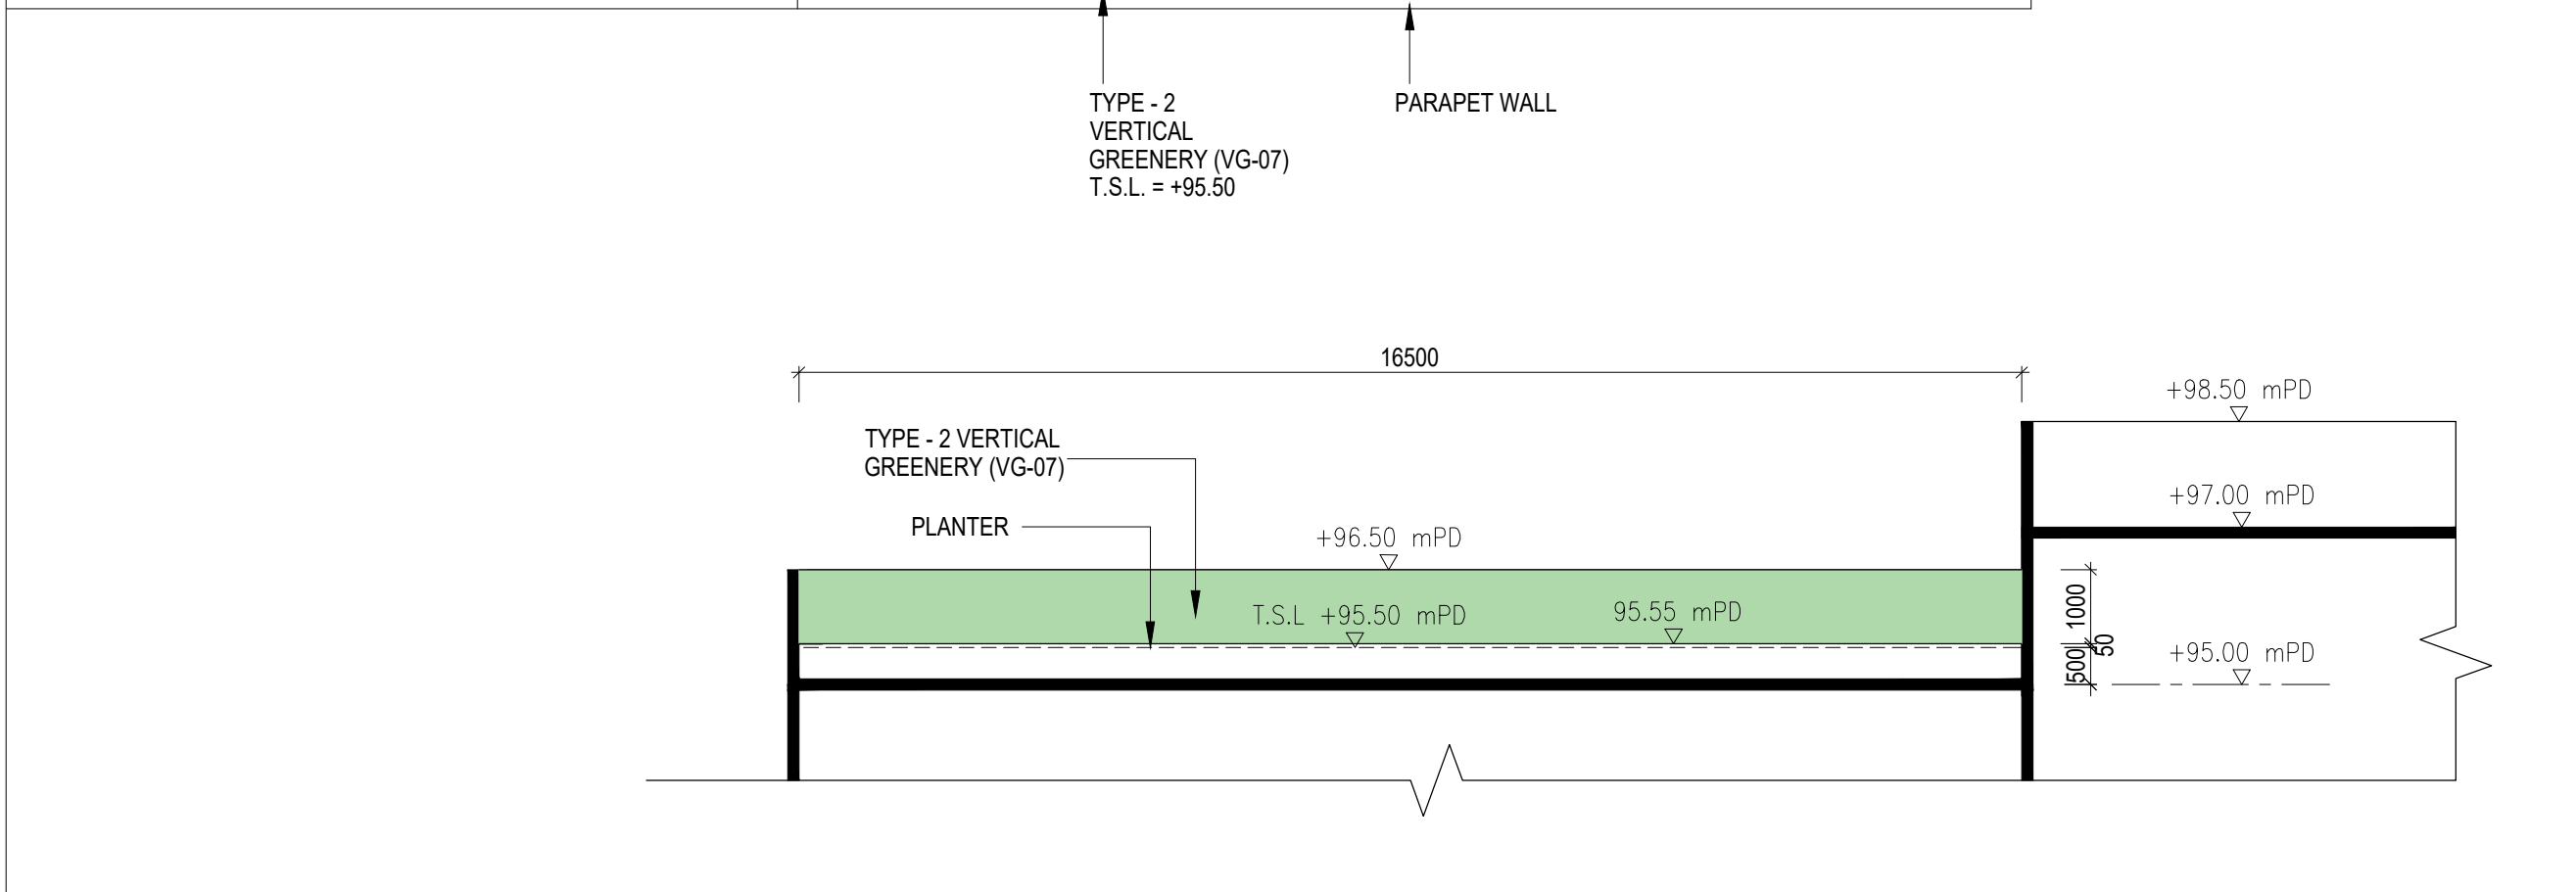 TYPE - 2
VERTICAL
GREENERY (VG-07)
T.S.L. = +95.50
PARAPET WALL
16500
+98.50 mPD
TYPE - 2 VERTICAL
GREENERY (VG-07)
+97.00 mPD
PLANTER
+96.50 mPD
T.S.L +95.50 mPD
95.55 mPD
1000
50
500
+95.00 mPD